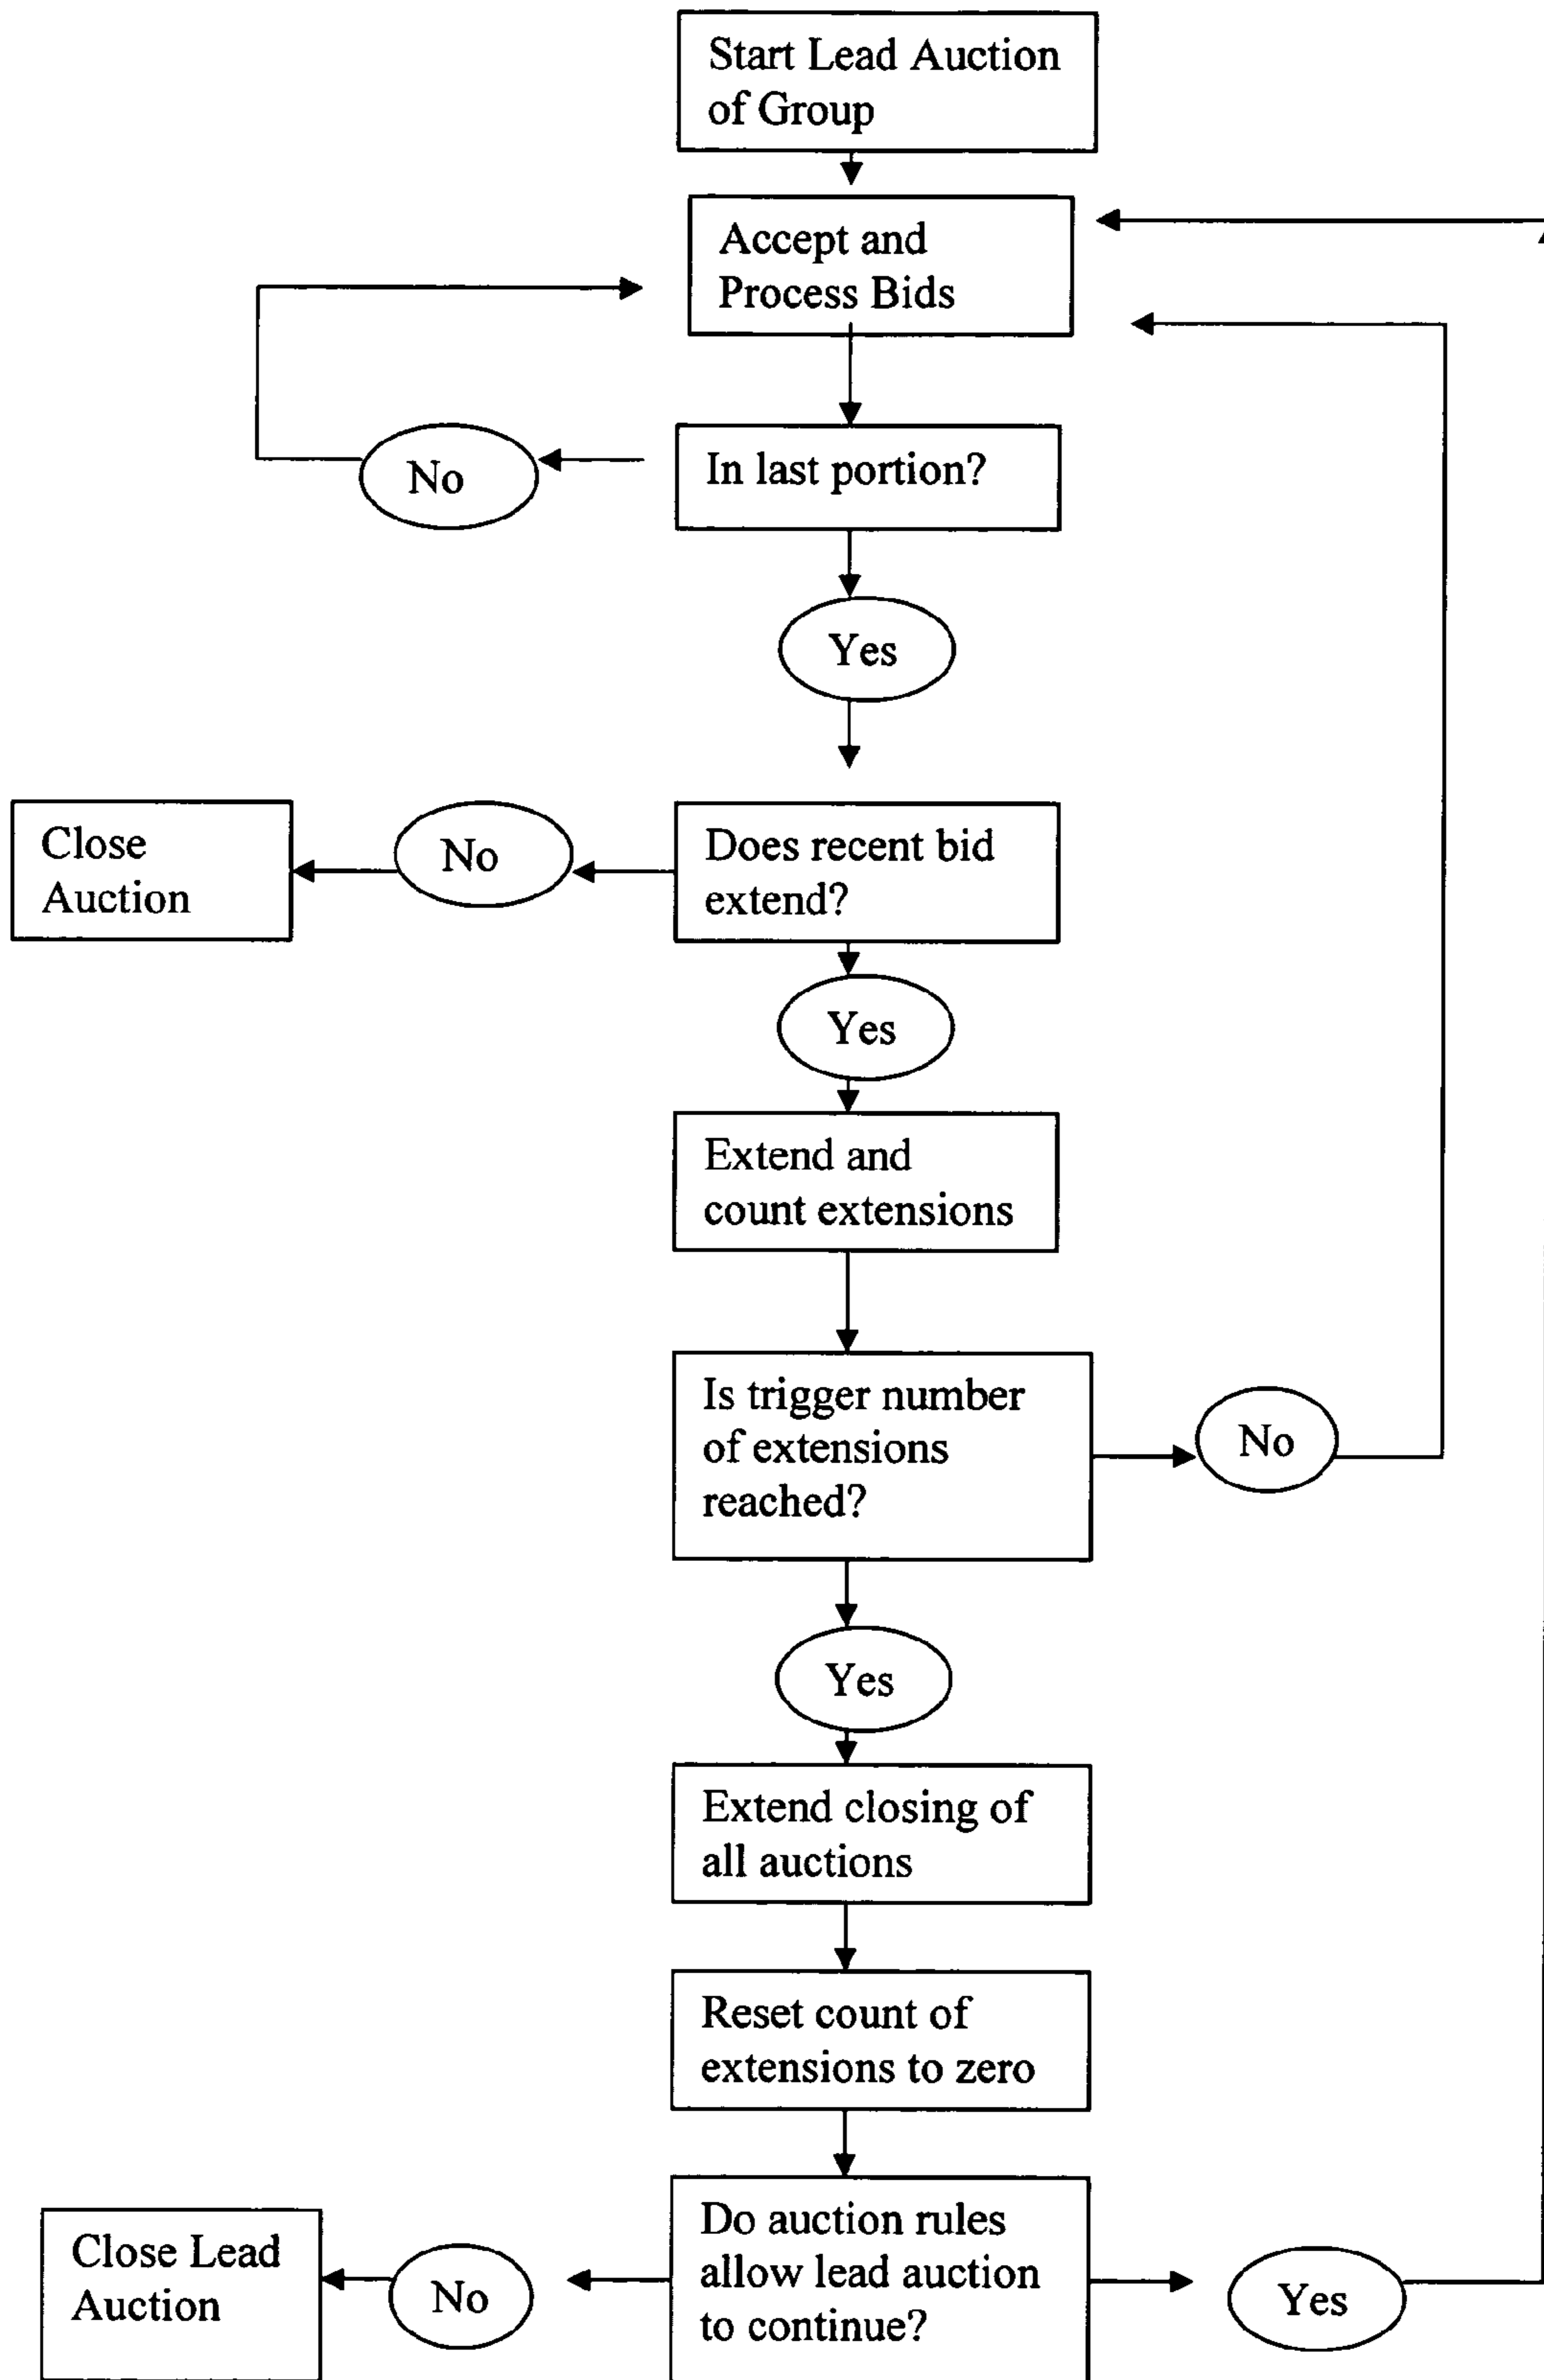 Start Lead Auction
of Group
Accept and
Process Bids
No
In last portion?
Yes
Close
Auction
No
Does recent bid
extend?
Yes
Extend and
count extensions
Is trigger number
of extensions
reached?
No
Yes
Extend closing of
all auctions
Reset count of
extensions to zero
Close Lead
Auction
No
Do auction rules
allow lead auction
to continue?
Yes